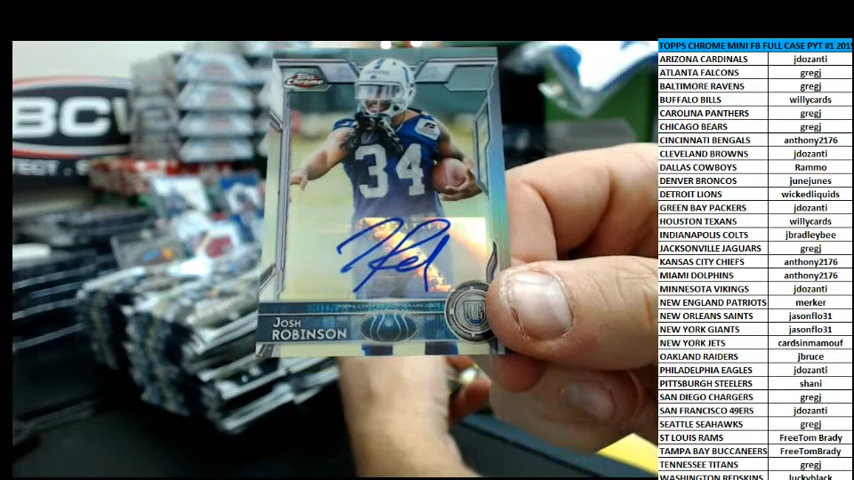 TOPPS CHROME MINI FB FULL CASE PYT #1 201
ARIZONA CARDINALS jdozanti
ATLANTA FALCONS gregj
BALTIMORE RAVENS gregj
BUFFALO BILLS willycards
CAROLINA PANTHERS gregj
CHICAGO BEARS gregj
CINCINNATI BENGALS anthony2176
CLEVELAND BROWNS jdozanti
DALLAS COWBOYS Rammo
DENVER BRONCOS junejunes
DETROIT LIONS wickedliquids
GREEN BAY PACKERS jdozanti
HOUSTON TEXANS willycards
INDIANAPOLIS COLTS jbradleybee
JACKSONVILLE JAGUARS gregj
KANSAS CITY CHIEFS anthony2176
MIAMI DOLPHINS anthony2176
MINNESOTA VIKINGS jdozanti
NEW ENGLAND PATRIOTS merker
NEW ORLEANS SAINTS jasonflo31
NEW YORK GIANTS jasonflo31
NEW YORK JETS cardsinmamouf
OAKLAND RAIDERS jbruce
PHILADELPHIA EAGLES jdozanti
PITTSBURGH STEELERS shani
SAN DIEGO CHARGERS gregj
SAN FRANCISCO 49ERS jdozanti
SEATTLE SEAHAWKS gregj
ST LOUIS RAMS FreeTom Brady
TAMPA BAY BUCCANEERS FreeTomBrady
TENNESSEE TITANS gregj
WASHINGTON REDSKINS luckyblack
BCW
Topps
Chrome
34
JOSH
ROBINSON